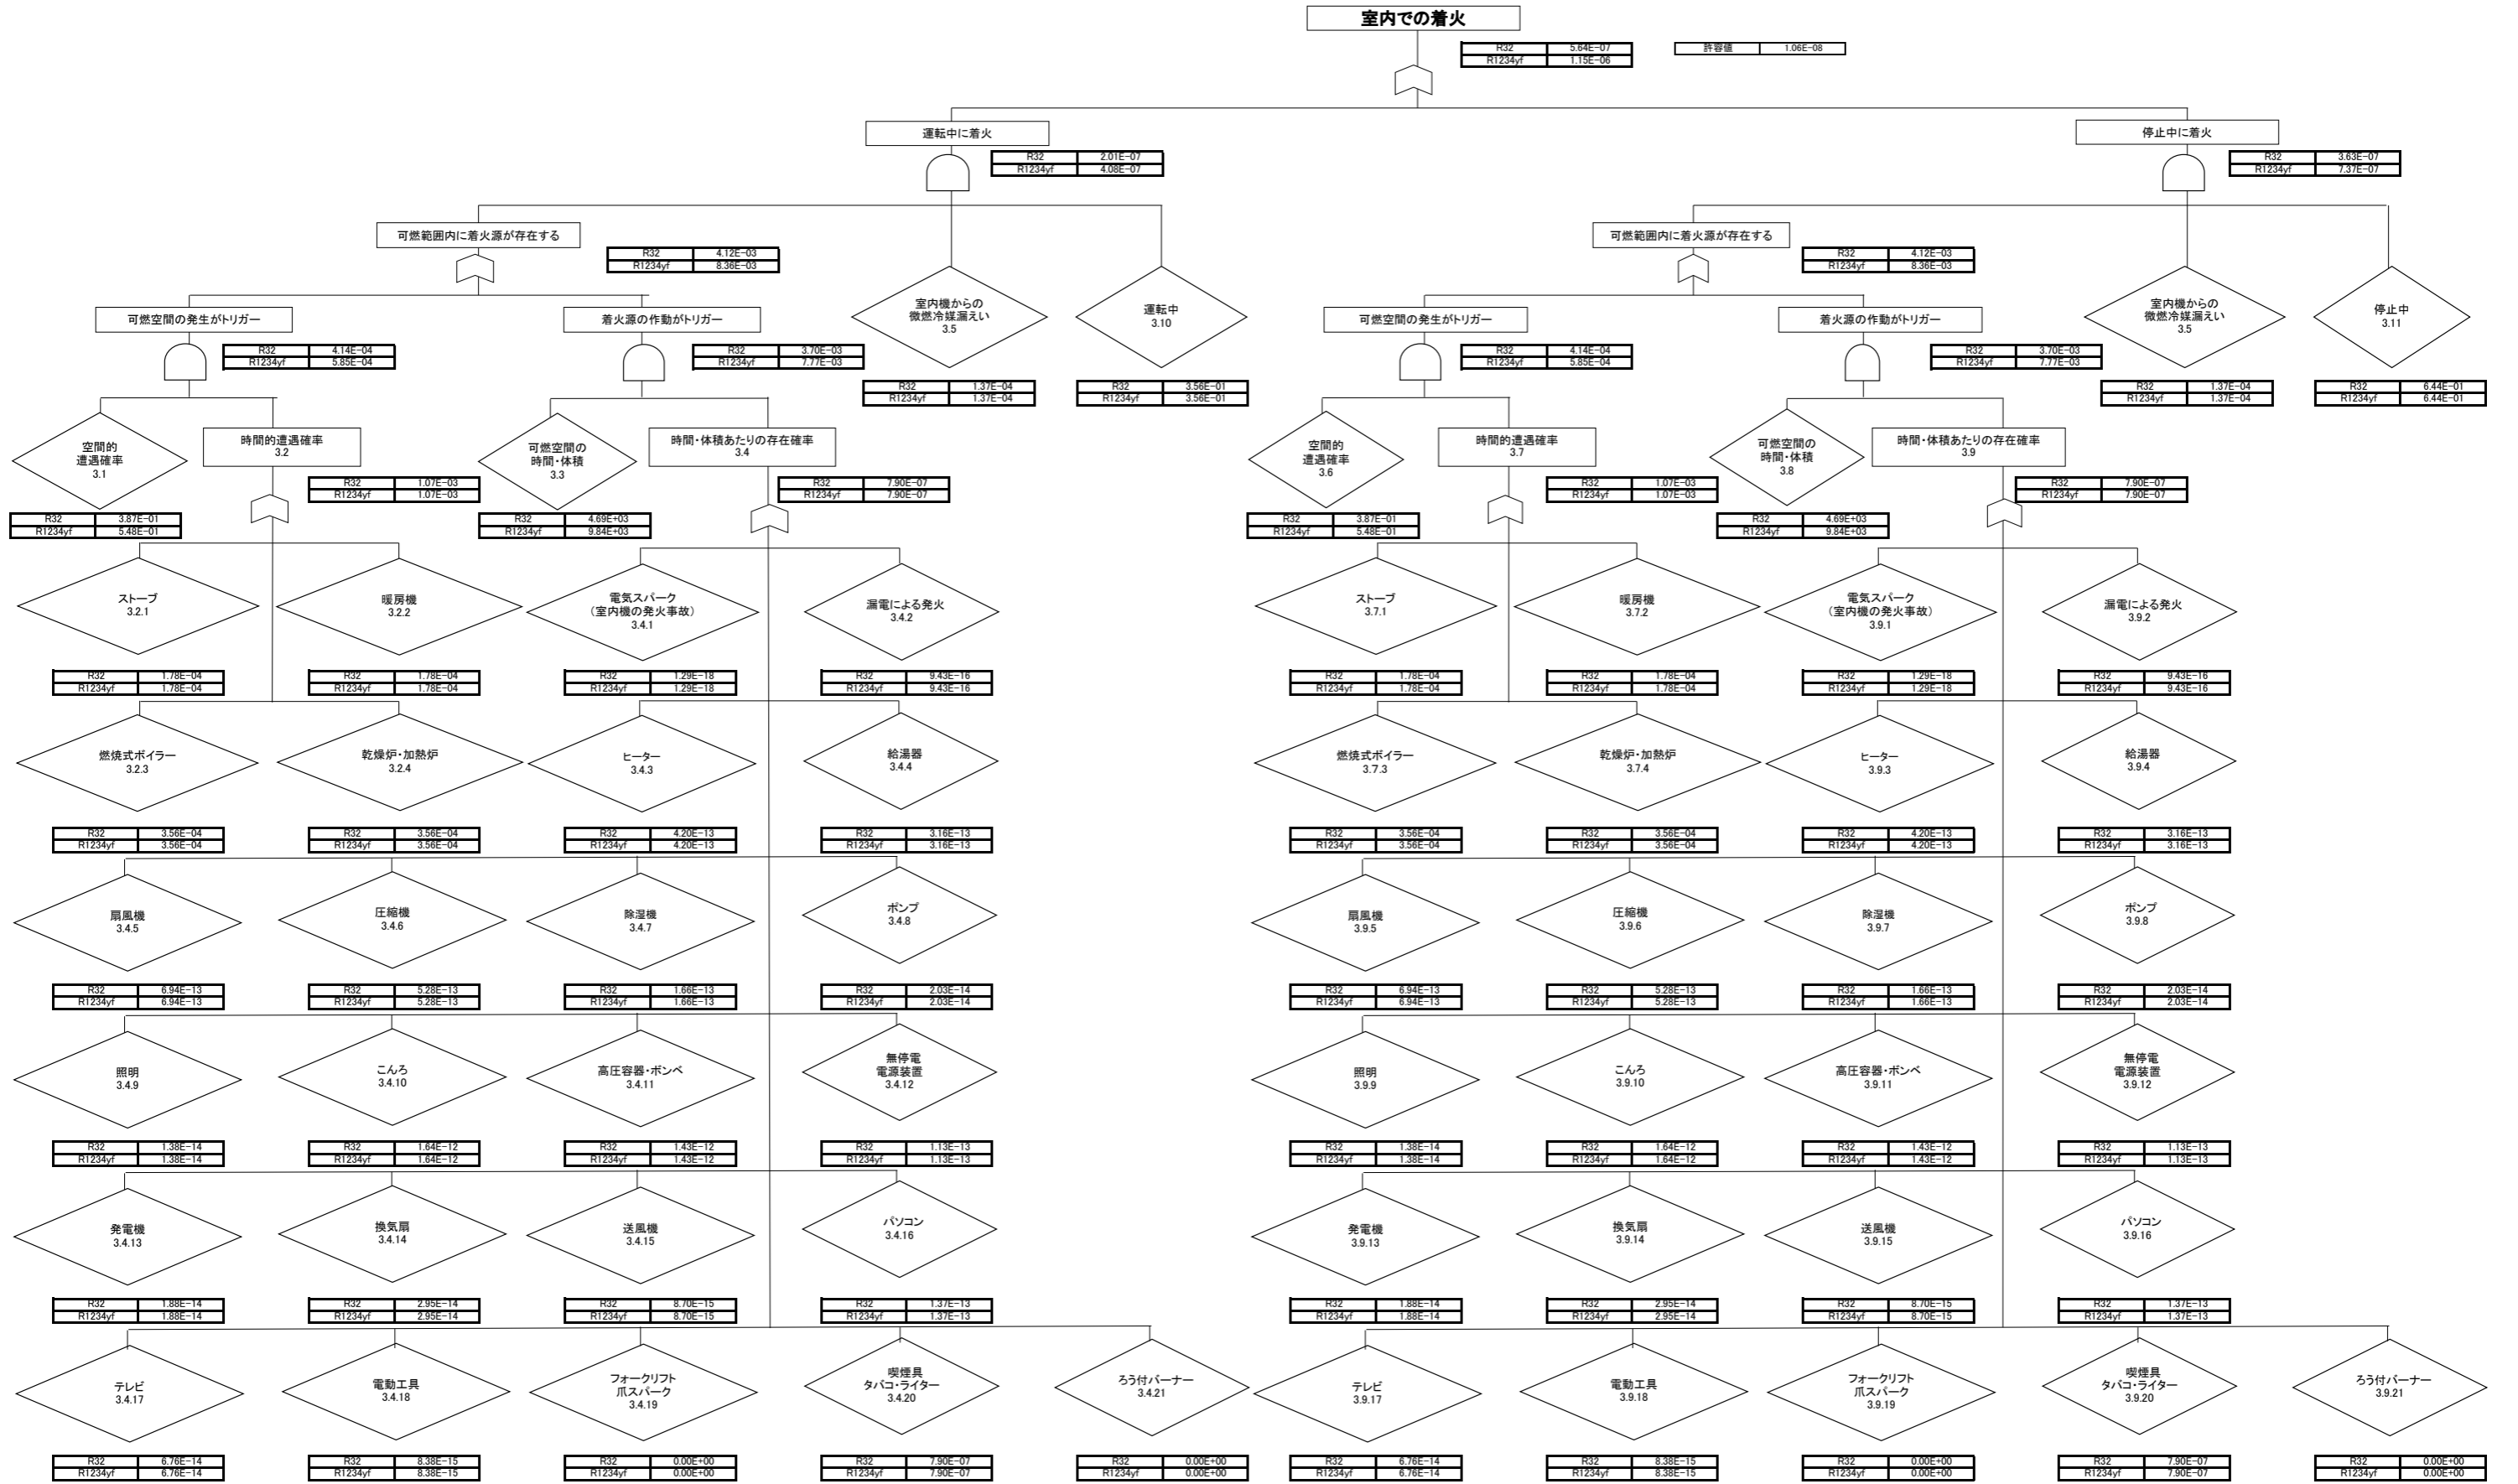 室内での着火
R32 5.64E-07
R1234yf 1.15E-06
許容値 1.06E-08
運転中に着火
R32 2.01E-07
R1234yf 4.08E-07
停止中に着火
R32 3.63E-07
R1234yf 7.37E-07
可燃範囲内に着火源が存在する
R32 4.12E-03
R1234yf 8.36E-03
可燃範囲内に着火源が存在する
R32 4.12E-03
R1234yf 8.36E-03
可燃空間の発生がトリガー
R32 4.14E-04
R1234yf 5.85E-04
着火源の作動がトリガー
R32 3.70E-03
R1234yf 7.77E-03
室内機からの
微燃冷媒漏えい
3.5
R32 1.37E-04
R1234yf 1.37E-04
運転中
3.10
R32 3.56E-01
R1234yf 3.56E-01
可燃空間の発生がトリガー
R32 4.14E-04
R1234yf 5.85E-04
着火源の作動がトリガー
R32 3.70E-03
R1234yf 7.77E-03
室内機からの
微燃冷媒漏えい
3.5
R32 1.37E-04
R1234yf 1.37E-04
停止中
3.11
R32 6.44E-01
R1234yf 6.44E-01
空間的
遭遇確率
3.1
R32 3.87E-01
R1234yf 5.48E-01
時間的遭遇確率
3.2
R32 1.07E-03
R1234yf 1.07E-03
可燃空間の
時間・体積
3.3
R32 4.69E+03
R1234yf 9.84E+03
時間・体積あたりの存在確率
3.4
R32 7.90E-07
R1234yf 7.90E-07
空間的
遭遇確率
3.6
R32 3.87E-01
R1234yf 5.48E-01
時間的遭遇確率
3.7
R32 1.07E-03
R1234yf 1.07E-03
可燃空間の
時間・体積
3.8
R32 4.69E+03
R1234yf 9.84E+03
時間・体積あたりの存在確率
3.9
R32 7.90E-07
R1234yf 7.90E-07
ストーブ
3.2.1
R32 1.78E-04
R1234yf 1.78E-04
暖房機
3.2.2
R32 1.78E-04
R1234yf 1.78E-04
電気スパーク
（室内機の発火事故）
3.4.1
R32 1.29E-18
R1234yf 1.29E-18
漏電による発火
3.4.2
R32 9.43E-16
R1234yf 9.43E-16
ストーブ
3.7.1
R32 1.78E-04
R1234yf 1.78E-04
暖房機
3.7.2
R32 1.78E-04
R1234yf 1.78E-04
電気スパーク
（室内機の発火事故）
3.9.1
R32 1.29E-18
R1234yf 1.29E-18
漏電による発火
3.9.2
R32 9.43E-16
R1234yf 9.43E-16
燃焼式ボイラー
3.2.3
R32 3.56E-04
R1234yf 3.56E-04
乾燥炉・加熱炉
3.2.4
R32 3.56E-04
R1234yf 3.56E-04
ヒーター
3.4.3
R32 4.20E-13
R1234yf 4.20E-13
給湯器
3.4.4
R32 3.16E-13
R1234yf 3.16E-13
燃焼式ボイラー
3.7.3
R32 3.56E-04
R1234yf 3.56E-04
乾燥炉・加熱炉
3.7.4
R32 3.56E-04
R1234yf 3.56E-04
ヒーター
3.9.3
R32 4.20E-13
R1234yf 4.20E-13
給湯器
3.9.4
R32 3.16E-13
R1234yf 3.16E-13
扇風機
3.4.5
R32 6.94E-13
R1234yf 6.94E-13
圧縮機
3.4.6
R32 5.28E-13
R1234yf 5.28E-13
除湿機
3.4.7
R32 1.66E-13
R1234yf 1.66E-13
ポンプ
3.4.8
R32 2.03E-14
R1234yf 2.03E-14
扇風機
3.9.5
R32 6.94E-13
R1234yf 6.94E-13
圧縮機
3.9.6
R32 5.28E-13
R1234yf 5.28E-13
除湿機
3.9.7
R32 1.66E-13
R1234yf 1.66E-13
ポンプ
3.9.8
R32 2.03E-14
R1234yf 2.03E-14
照明
3.4.9
R32 1.38E-14
R1234yf 1.38E-14
こんろ
3.4.10
R32 1.64E-12
R1234yf 1.64E-12
高圧容器・ボンベ
3.4.11
R32 1.43E-12
R1234yf 1.43E-12
無停電
電源装置
3.4.12
R32 1.13E-13
R1234yf 1.13E-13
照明
3.9.9
R32 1.38E-14
R1234yf 1.38E-14
こんろ
3.9.10
R32 1.64E-12
R1234yf 1.64E-12
高圧容器・ボンベ
3.9.11
R32 1.43E-12
R1234yf 1.43E-12
無停電
電源装置
3.9.12
R32 1.13E-13
R1234yf 1.13E-13
発電機
3.4.13
R32 1.88E-14
R1234yf 1.88E-14
換気扇
3.4.14
R32 2.95E-14
R1234yf 2.95E-14
送風機
3.4.15
R32 8.70E-15
R1234yf 8.70E-15
パソコン
3.4.16
R32 1.37E-13
R1234yf 1.37E-13
発電機
3.9.13
R32 1.88E-14
R1234yf 1.88E-14
換気扇
3.9.14
R32 2.95E-14
R1234yf 2.95E-14
送風機
3.9.15
R32 8.70E-15
R1234yf 8.70E-15
パソコン
3.9.16
R32 1.37E-13
R1234yf 1.37E-13
テレビ
3.4.17
R32 6.76E-14
R1234yf 6.76E-14
電動工具
3.4.18
R32 8.38E-15
R1234yf 8.38E-15
フォークリフト
爪スパーク
3.4.19
R32 0.00E+00
R1234yf 0.00E+00
喫煙具
タバコ・ライター
3.4.20
R32 7.90E-07
R1234yf 7.90E-07
ろう付バーナー
3.4.21
R32 0.00E+00
R1234yf 0.00E+00
テレビ
3.9.17
R32 6.76E-14
R1234yf 6.76E-14
電動工具
3.9.18
R32 8.38E-15
R1234yf 8.38E-15
フォークリフト
爪スパーク
3.9.19
R32 0.00E+00
R1234yf 0.00E+00
喫煙具
タバコ・ライター
3.9.20
R32 7.90E-07
R1234yf 7.90E-07
ろう付バーナー
3.9.21
R32 0.00E+00
R1234yf 0.00E+00